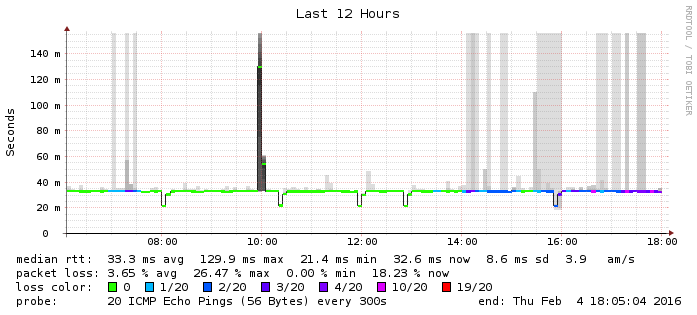 Last 12 Hours
RRDTOOL / TOBI OETIKER
Seconds
140 m
120 m
100 m
80 m
60 m
40 m
20 m
0
08:00 10:00 12:00 14:00 16:00 18:00
median rtt: 33.3 ms avg 129.9 ms max 21.4 ms min 32.6 ms now 8.6 ms sd 3.9 am/s
packet loss: 3.65 % avg 26.47 % max 0.00 % min 18.23 % now
loss color: 0 1/20 2/20 3/20 4/20 10/20 19/20
probe: 20 ICMP Echo Pings (56 Bytes) every 300s end: Thu Feb 4 18:05:04 2016